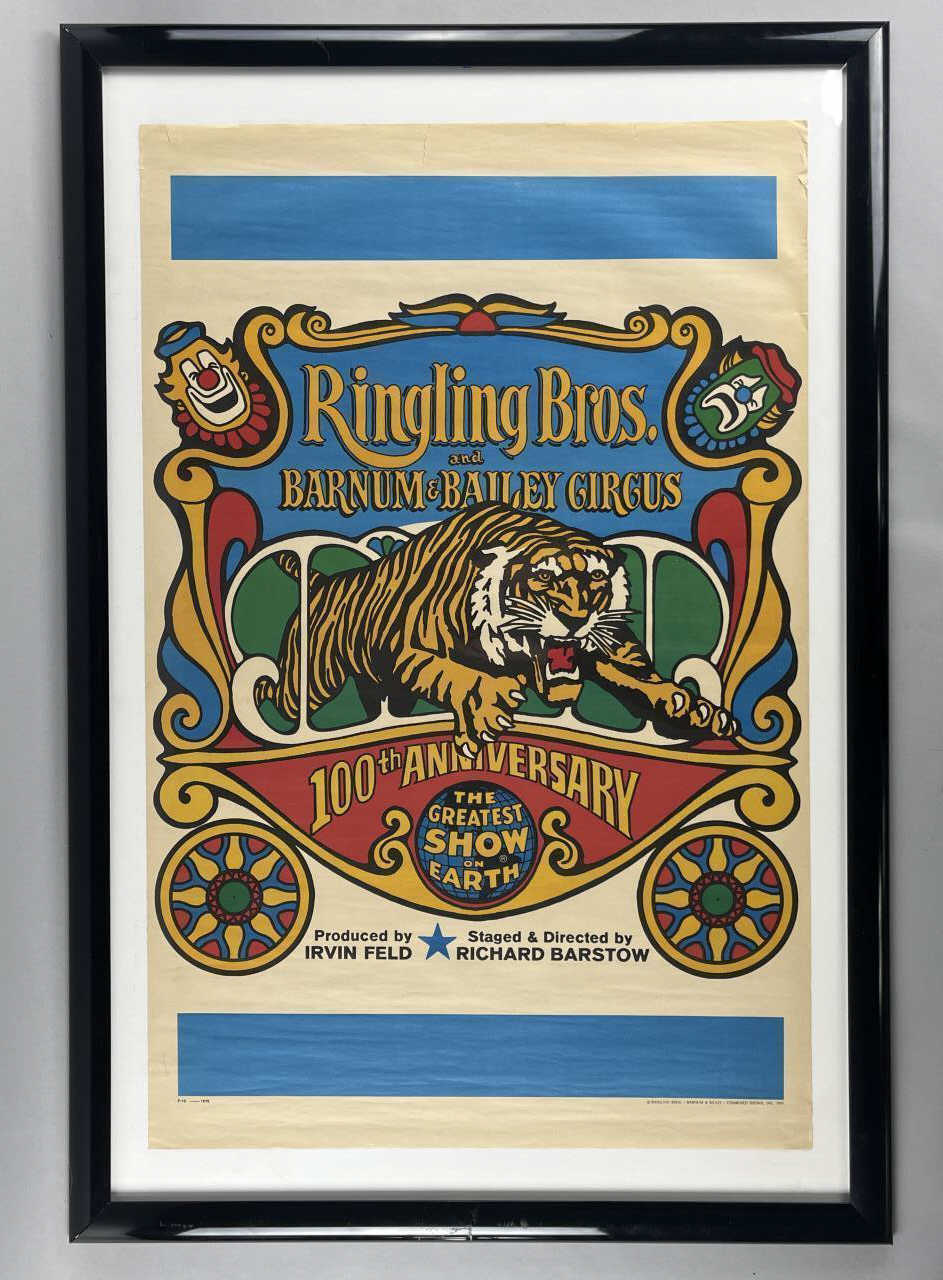 Ringling Bros.
and
BARNUM & BAILEY CIRCUS
100
100th ANNIVERSARY
THE
GREATEST
SHOW
ON
EARTH ®
Produced by
IRVIN FELD
Staged & Directed by
RICHARD BARSTOW